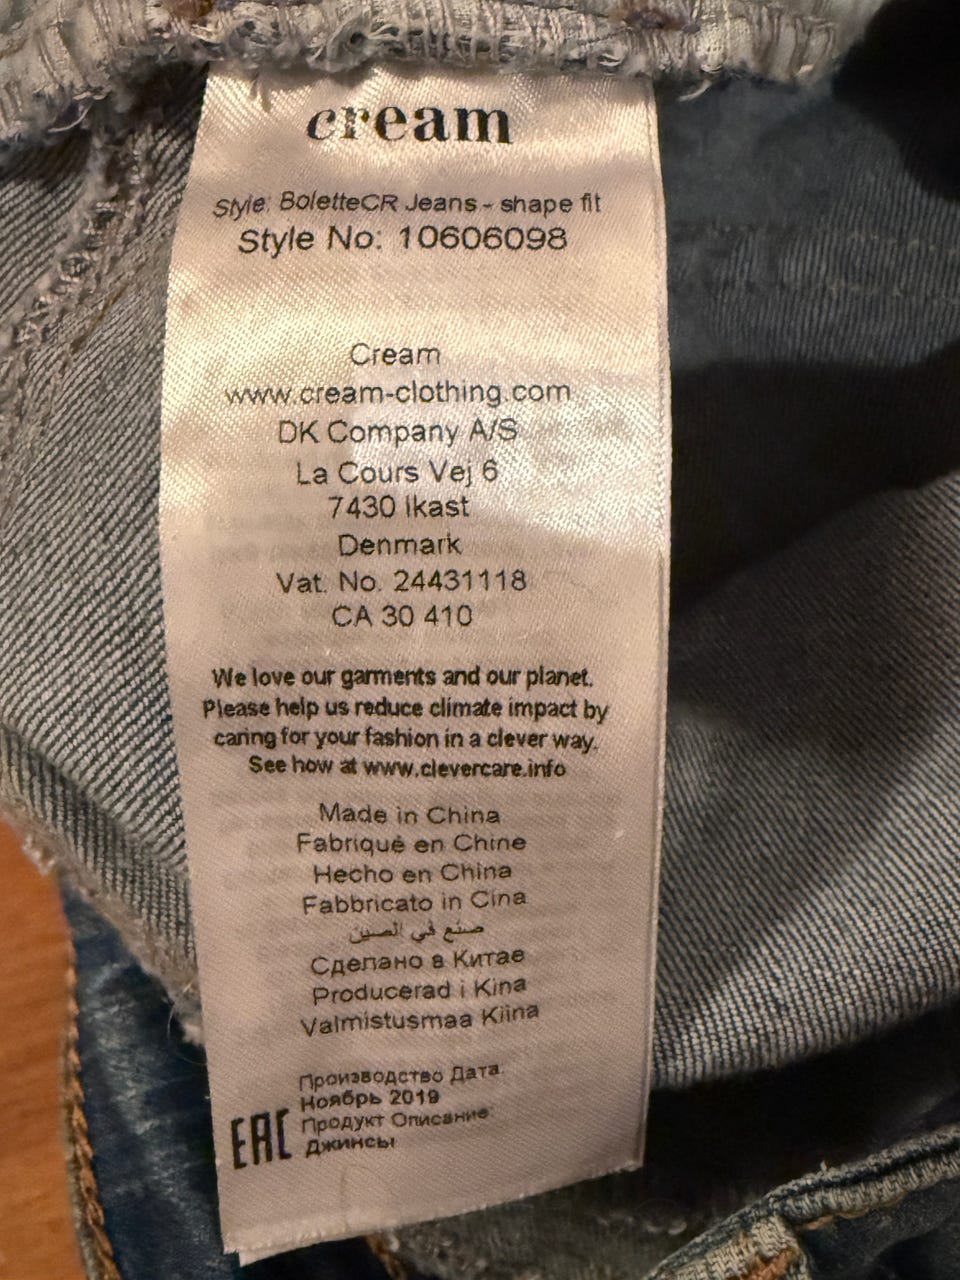 cream
Style: BoletteCR Jeans - shape fit
Style No: 10606098
Cream
www.cream-clothing.com
DK Company A/S
La Cours Vej 6
7430 Ikast
Denmark
Vat. No. 24431118
CA 30 410
We love our garments and our planet.
Please help us reduce climate impact by
caring for your fashion in a clever way.
See how at www.clevercare.info
Made in China
Fabriqué en Chine
Hecho en China
Fabbricato in Cina
صنع في الصين
Сделано в Китае
Producerad i Kina
Valmistusmaa Kiina
Производство Дата:
Ноябрь 2019
Продукт Описание:
Джинсы
EAC